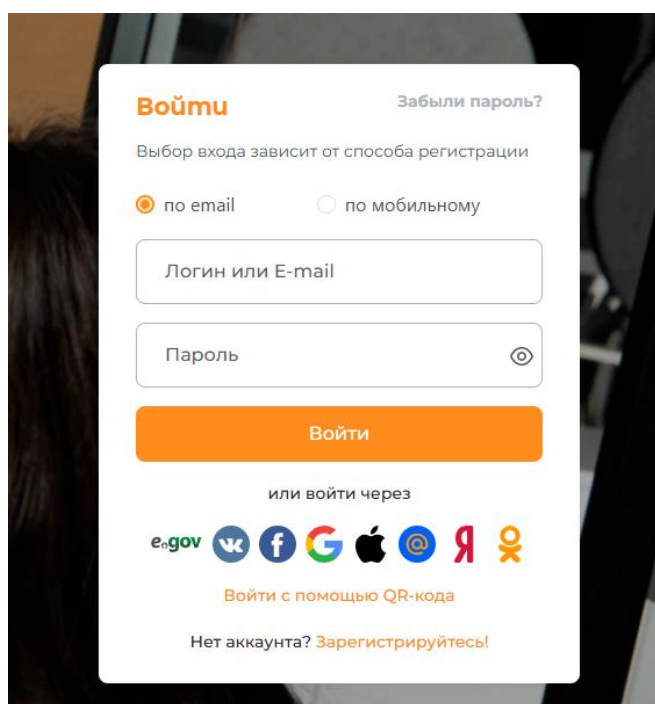 Войти
Забыли пароль?
Выбор входа зависит от способа регистрации
по email
по мобильному
Логин или E-mail
Пароль
Войти
или войти через
e.gov
Войти с помощью QR-кода
Нет аккаунта? Зарегистрируйтесь!